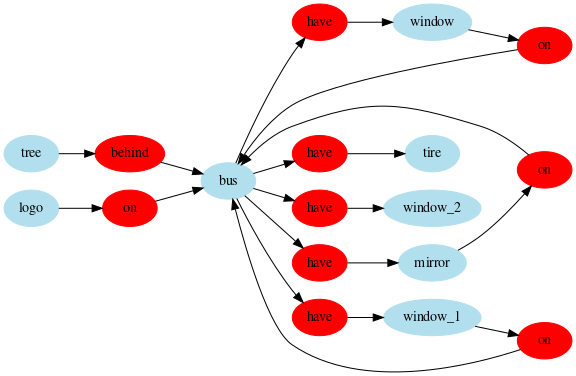 have
window
on
tree
behind
have
tire
on
bus
logo
on
have
window_2
have
mirror
have
window_1
on